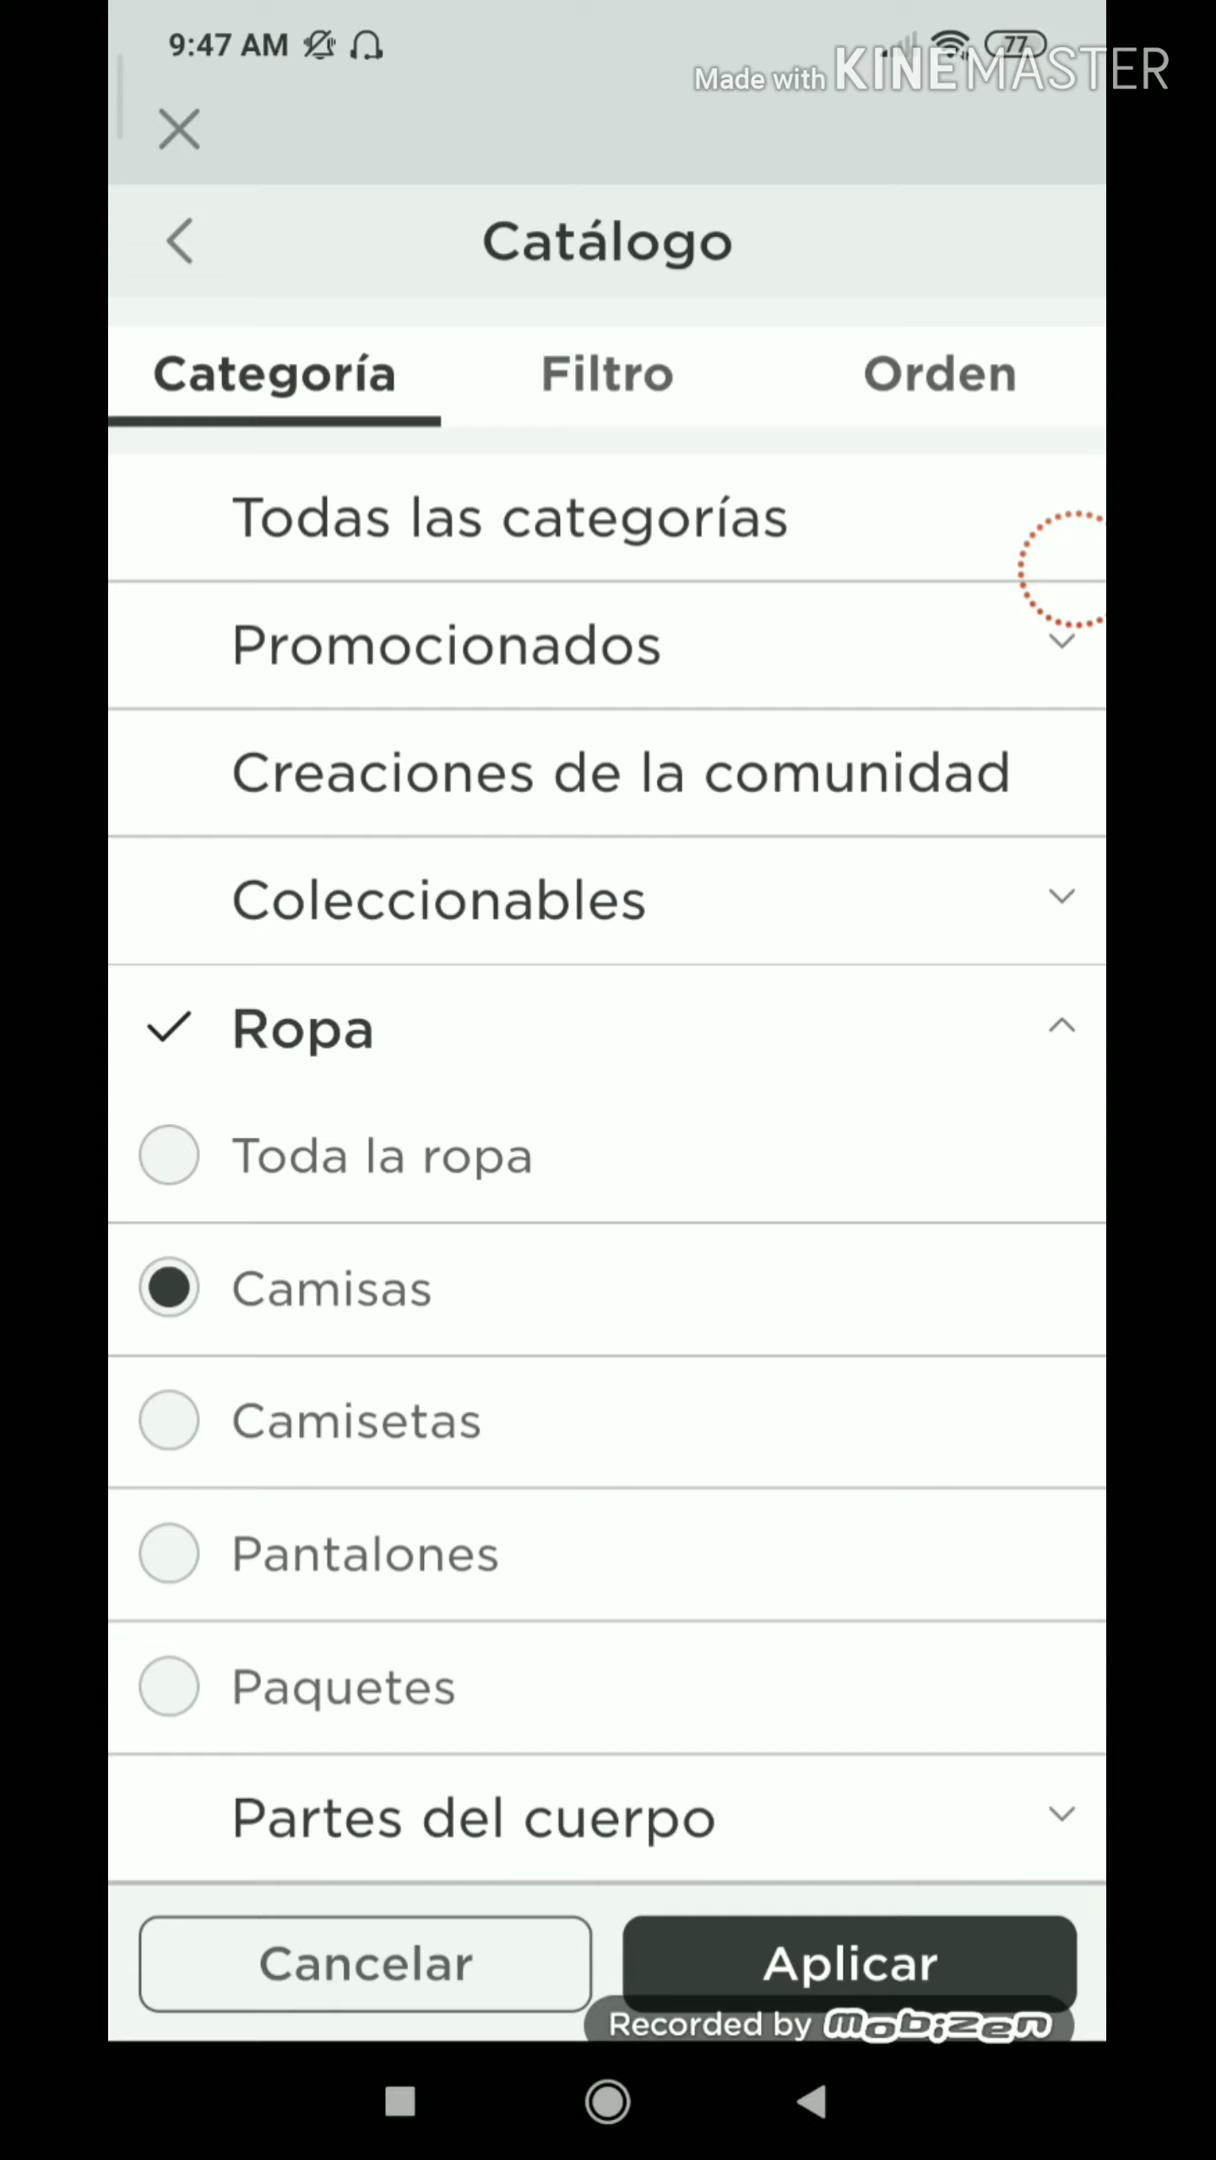 9:47 AM
77
Made with KINEMASTER
Catálogo
Categoría Filtro Orden
Todas las categorías
Promocionados
Creaciones de la comunidad
Coleccionables
Ropa
Toda la ropa
Camisas
Camisetas
Pantalones
Paquetes
Partes del cuerpo
Cancelar Aplicar
Recorded by mobizen